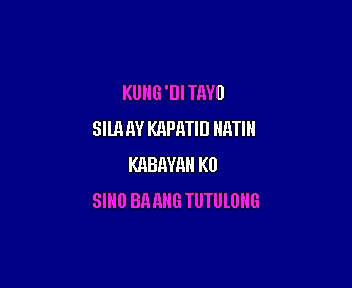 KUNG 'DI TAYO
SILA AY KAPATID NATIN
KABAYAN KO
SINO BA ANG TUTULONG